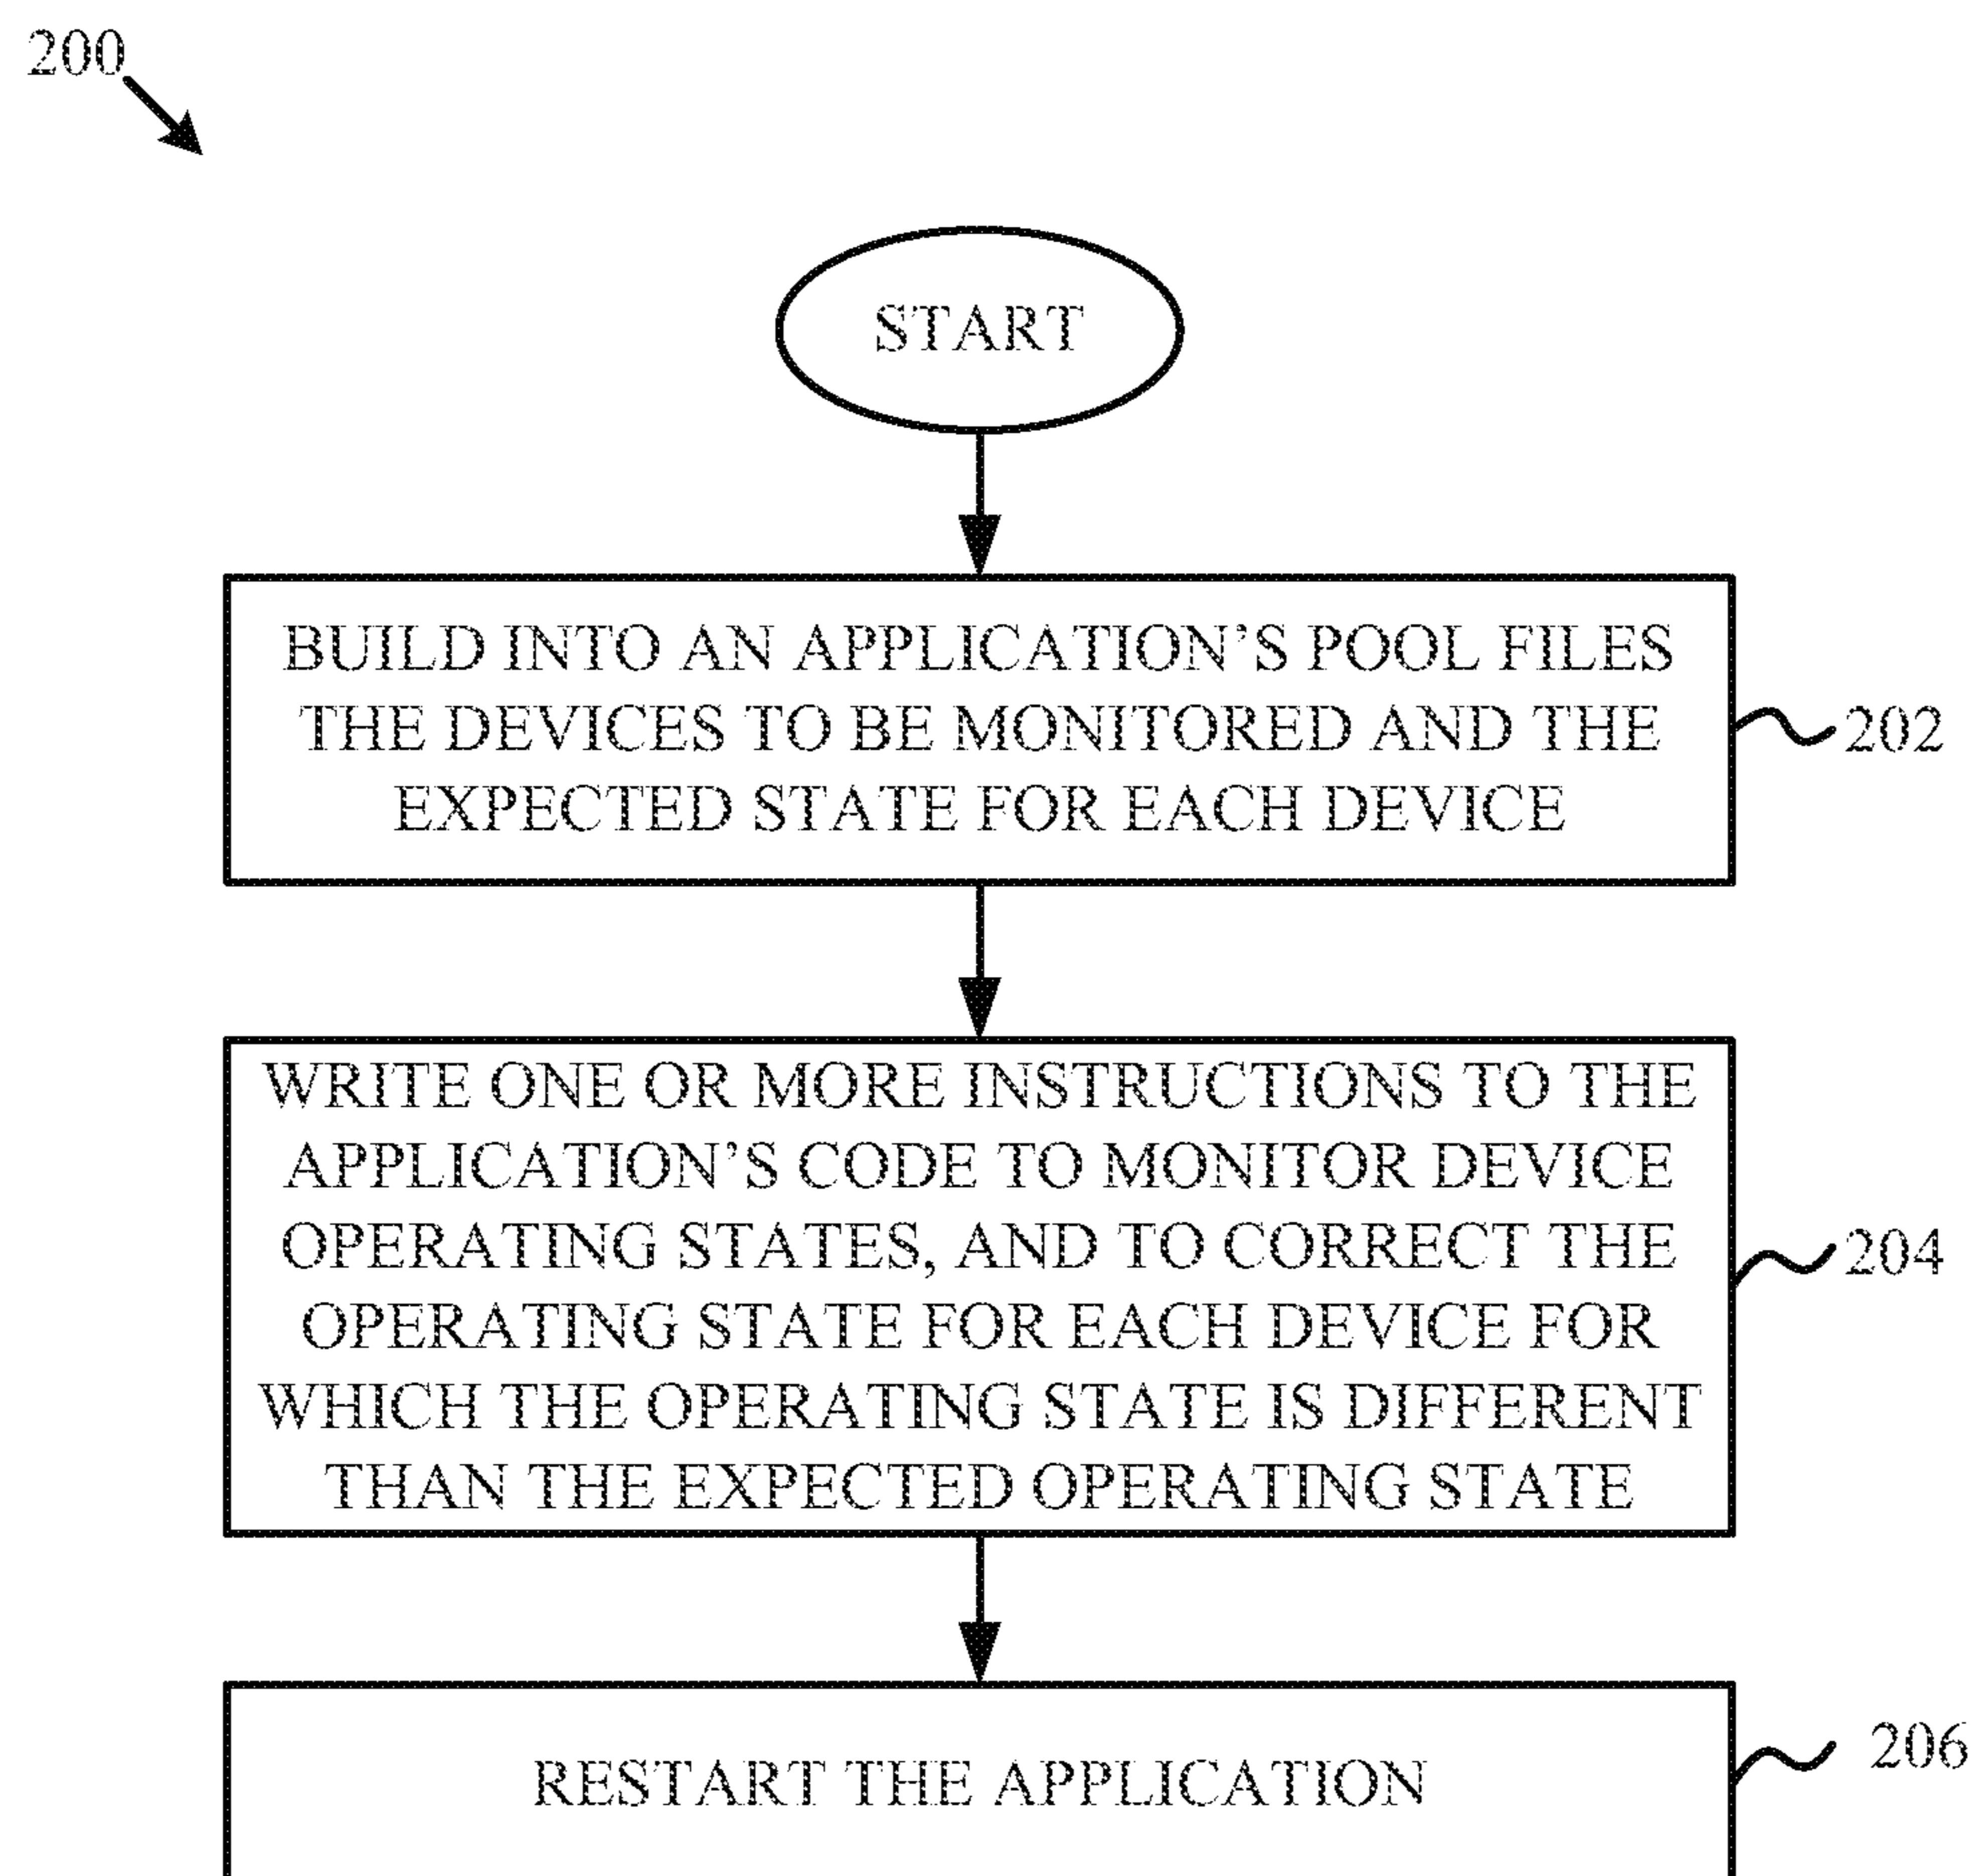 200
START
BUILD INTO AN APPLICATION'S POOL FILES
THE DEVICES TO BE MONITORED AND THE
EXPECTED STATE FOR EACH DEVICE
202
WRITE ONE OR MORE INSTRUCTIONS TO THE
APPLICATION'S CODE TO MONITOR DEVICE
OPERATING STATES, AND TO CORRECT THE
OPERATING STATE FOR EACH DEVICE FOR
WHICH THE OPERATING STATE IS DIFFERENT
THAN THE EXPECTED OPERATING STATE
204
RESTART THE APPLICATION
206